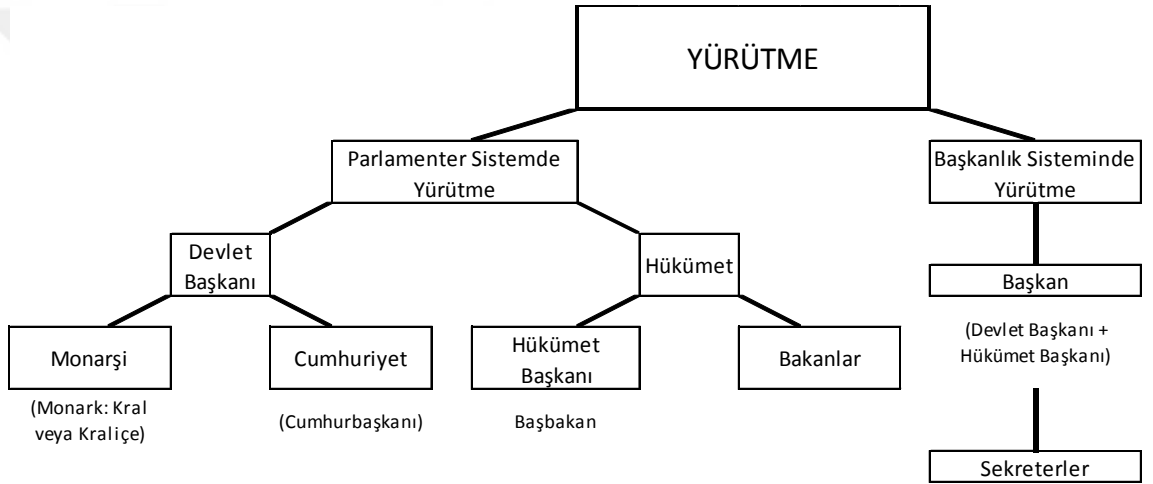 YÜRÜTME
Parlamenter Sistemde
Yürütme
Başkanlık Sisteminde
Yürütme
Devlet
Başkanı
Hükümet
Başkan
Monarşi
Cumhuriyet
Hükümet
Başkanı
Bakanlar
(Devlet Başkanı +
Hükümet Başkanı)
(Monark: Kral
veya Kraliçe)
(Cumhurbaşkanı)
Başbakan
Sekreterler